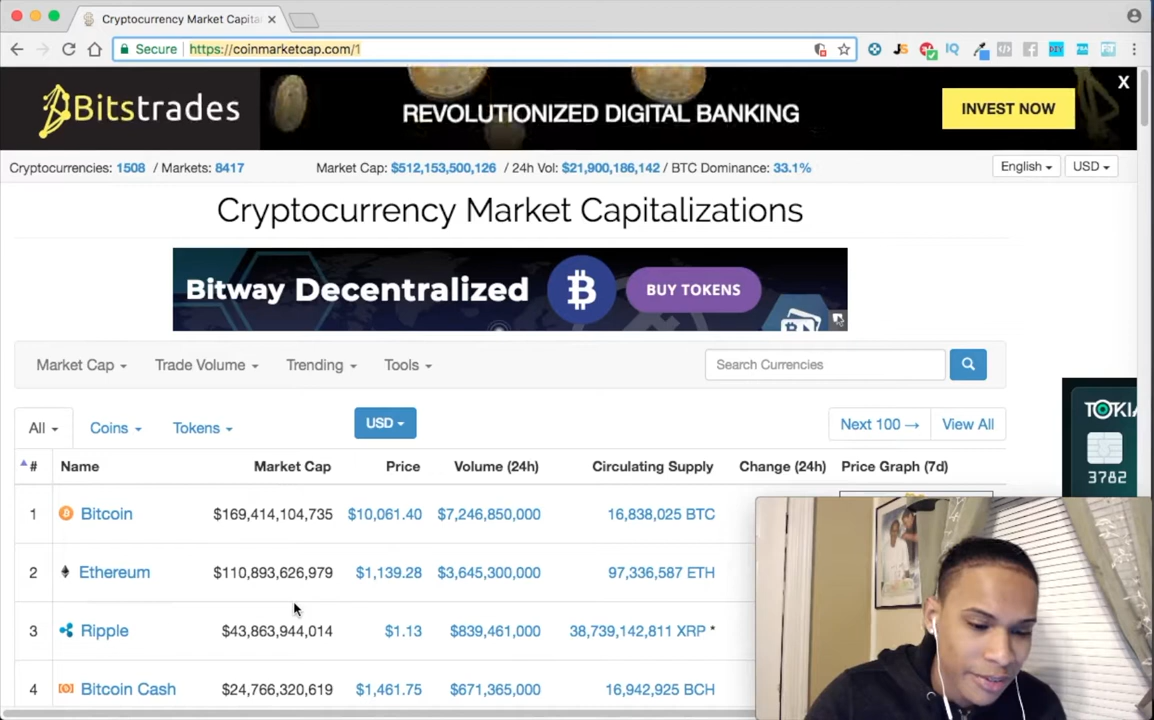 Cryptocurrency Market Capita
Secure https://coinmarketcap.com/1
JS IQ DIY
Bitstrades REVOLUTIONIZED DIGITAL BANKING INVEST NOW X
Cryptocurrencies: 1508 / Markets: 8417 Market Cap: $512,153,500,126 / 24h Vol: $21,900,186,142 / BTC Dominance: 33.1% English USD
Cryptocurrency Market Capitalizations
Bitway Decentralized BUY TOKENS
Market Cap Trade Volume Trending Tools Search Currencies
All Coins Tokens USD Next 100 → View All
TOKI
3782
# Name Market Cap Price Volume (24h) Circulating Supply Change (24h) Price Graph (7d)
1 Bitcoin $169,414,104,735 $10,061.40 $7,246,850,000 16,838,025 BTC
2 Ethereum $110,893,626,979 $1,139.28 $3,645,300,000 97,336,587 ETH
3 Ripple $43,863,944,014 $1.13 $839,461,000 38,739,142,811 XRP *
4 Bitcoin Cash $24,766,320,619 $1,461.75 $671,365,000 16,942,925 BCH